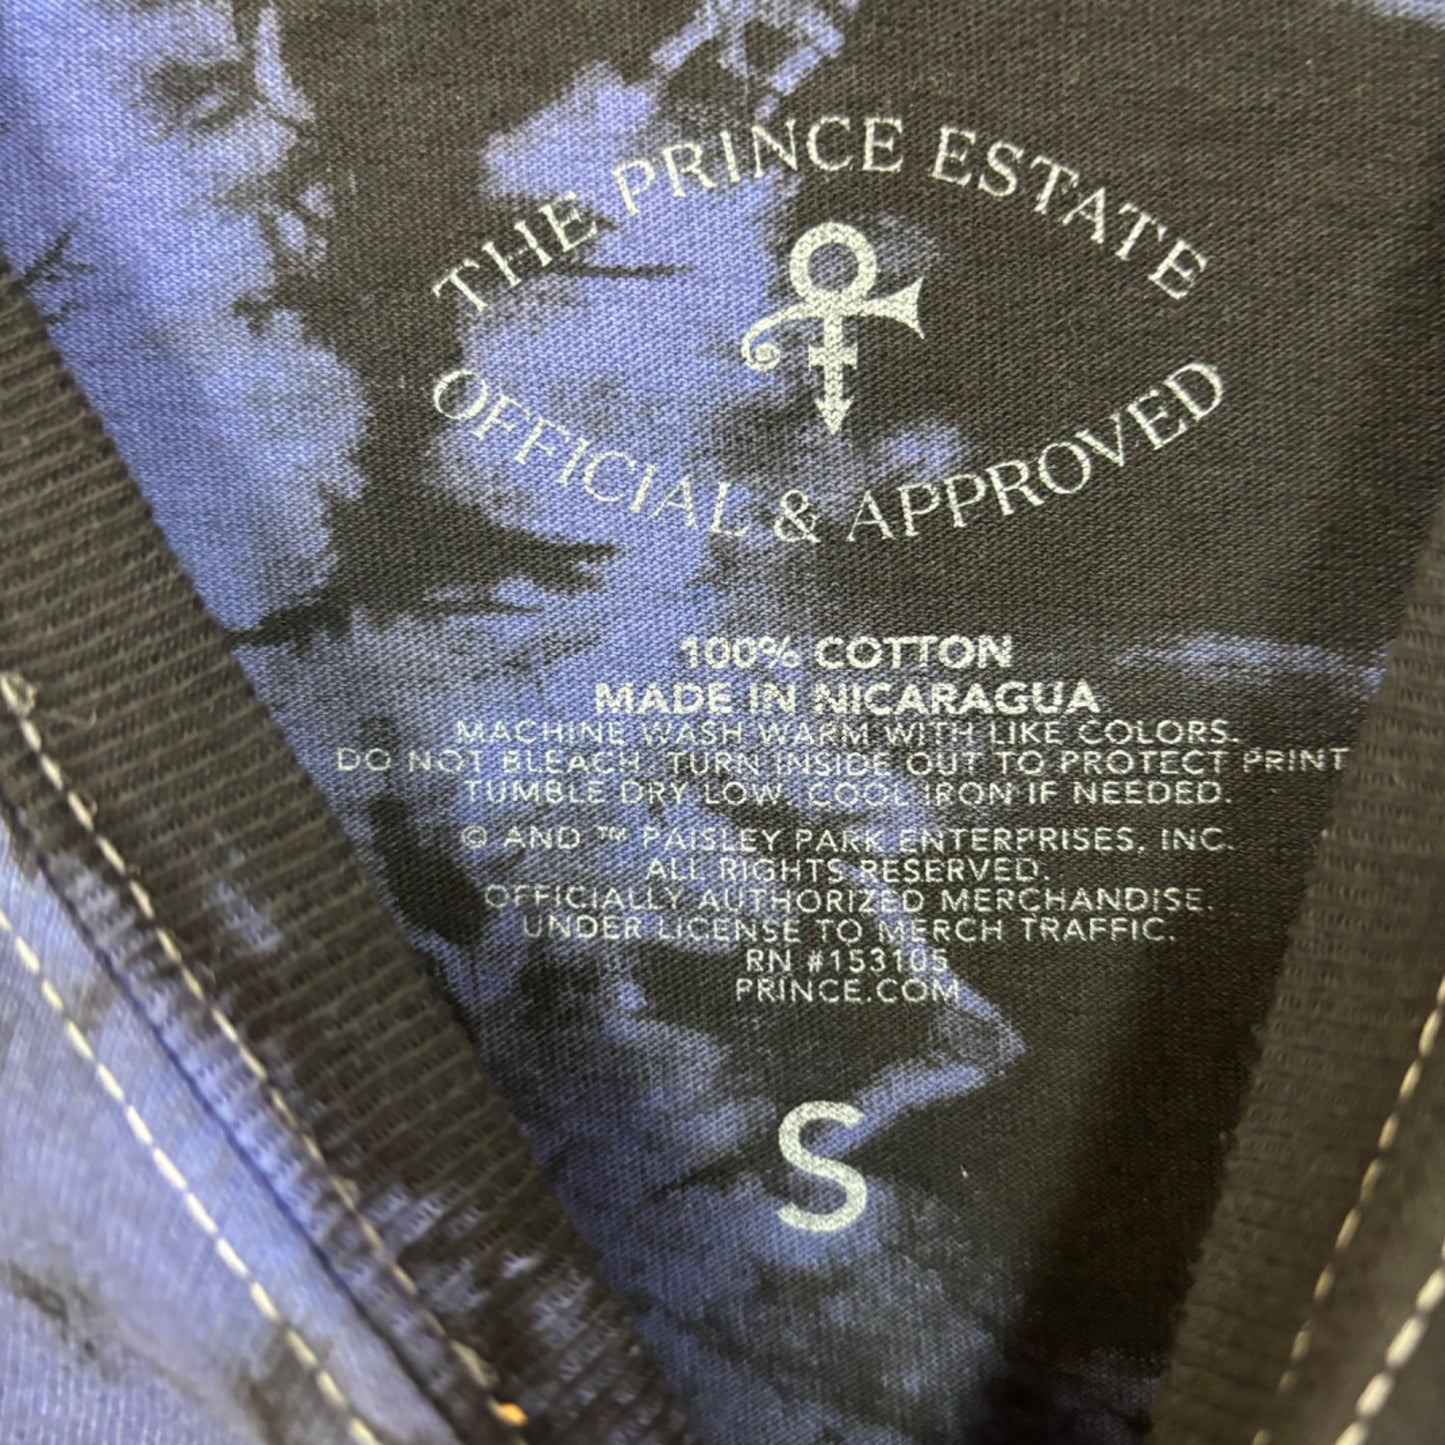 THE PRINCE ESTATE
OFFICIAL & APPROVED
100% COTTON
MADE IN NICARAGUA
MACHINE WASH WARM WITH LIKE COLORS.
DO NOT BLEACH. TURN INSIDE OUT TO PROTECT PRINT
TUMBLE DRY LOW. COOL IRON IF NEEDED.
© AND ™ PAISLEY PARK ENTERPRISES, INC.
ALL RIGHTS RESERVED.
OFFICIALLY AUTHORIZED MERCHANDISE.
UNDER LICENSE TO MERCH TRAFFIC.
RN #153105
PRINCE.COM
S